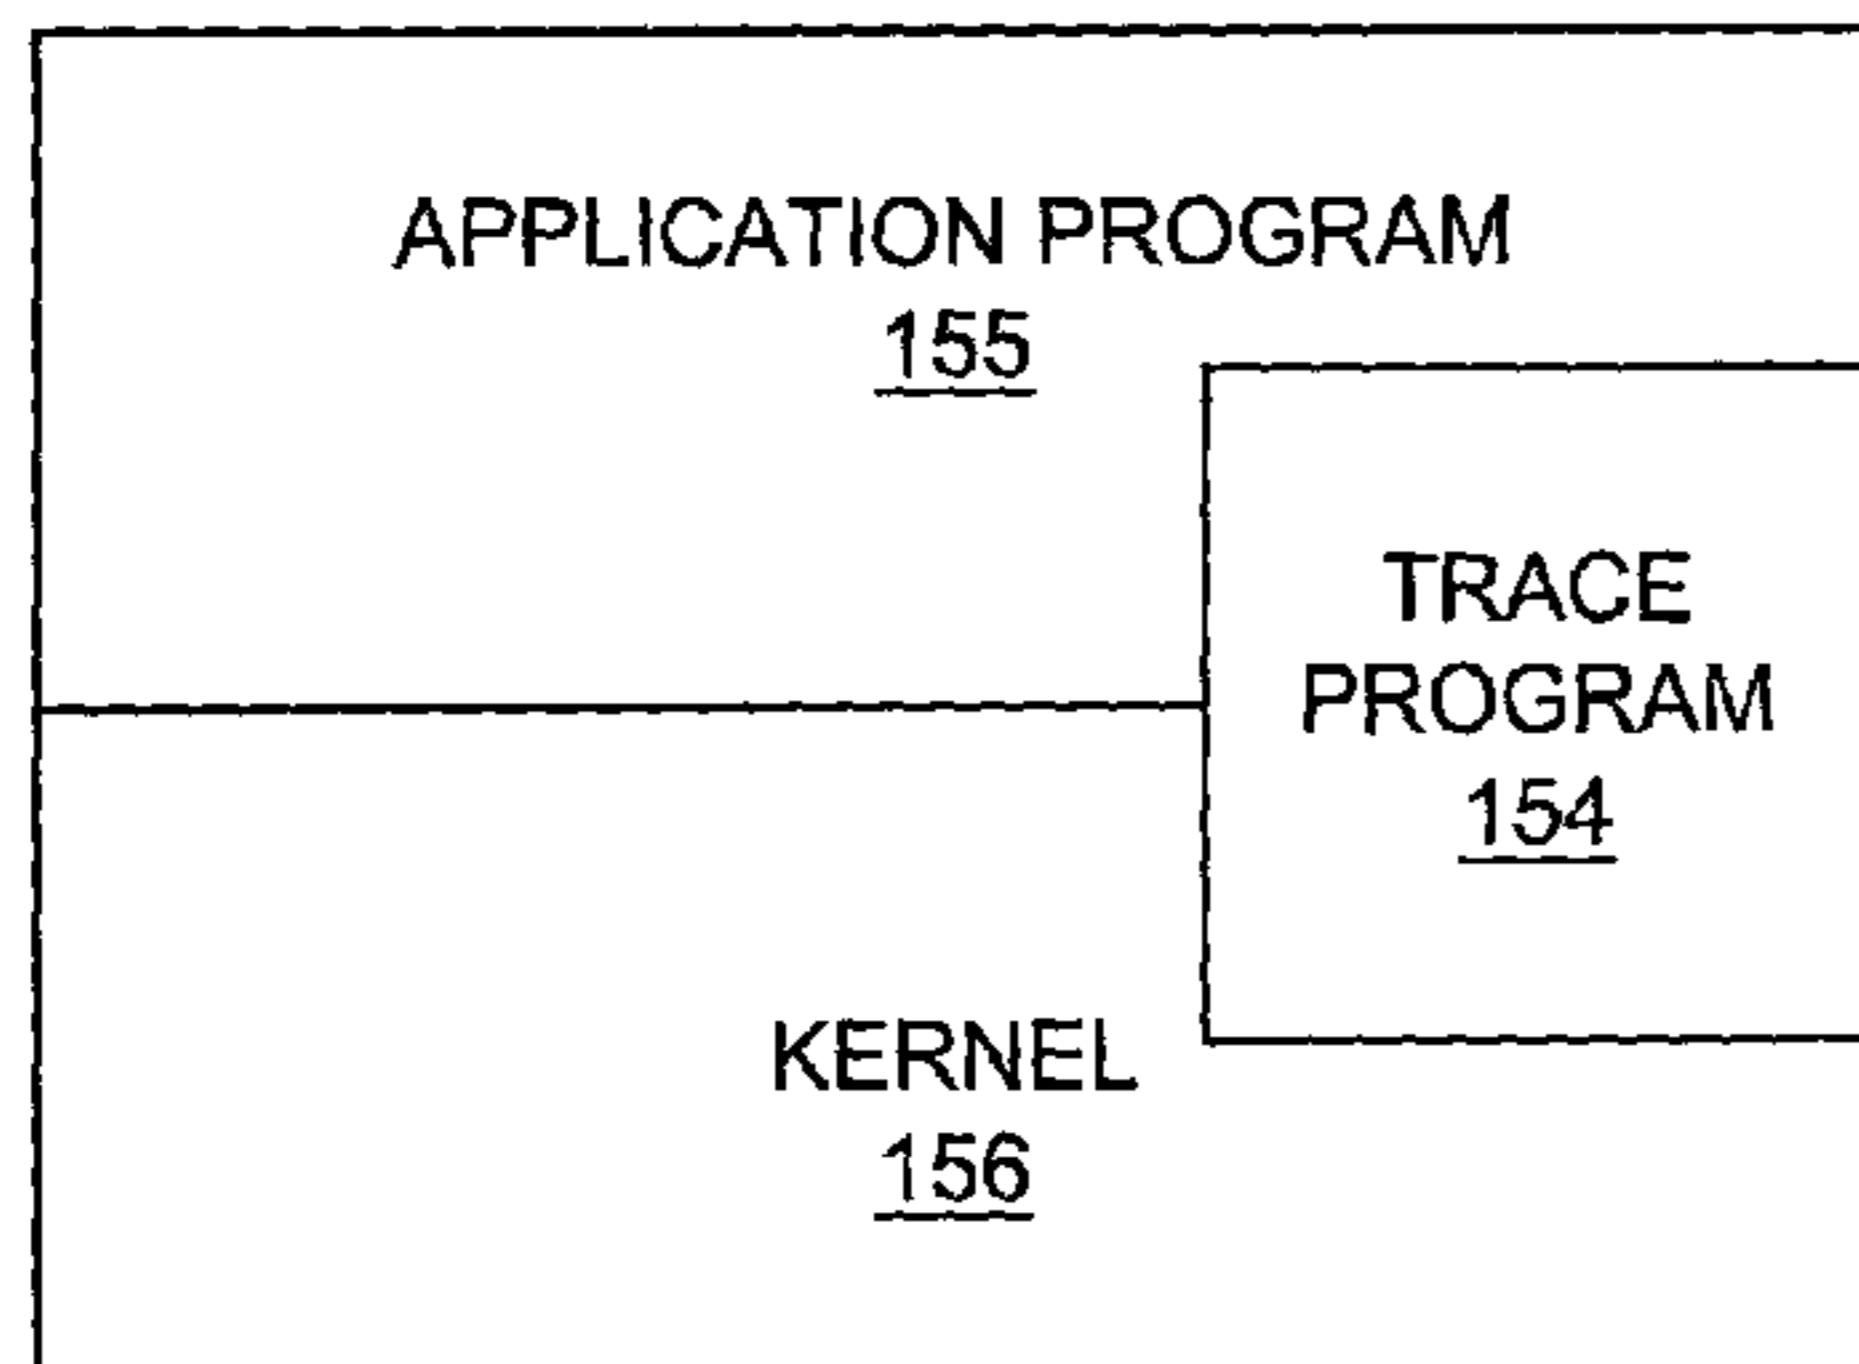 APPLICATION PROGRAM
155
TRACE
PROGRAM
154
KERNEL
156